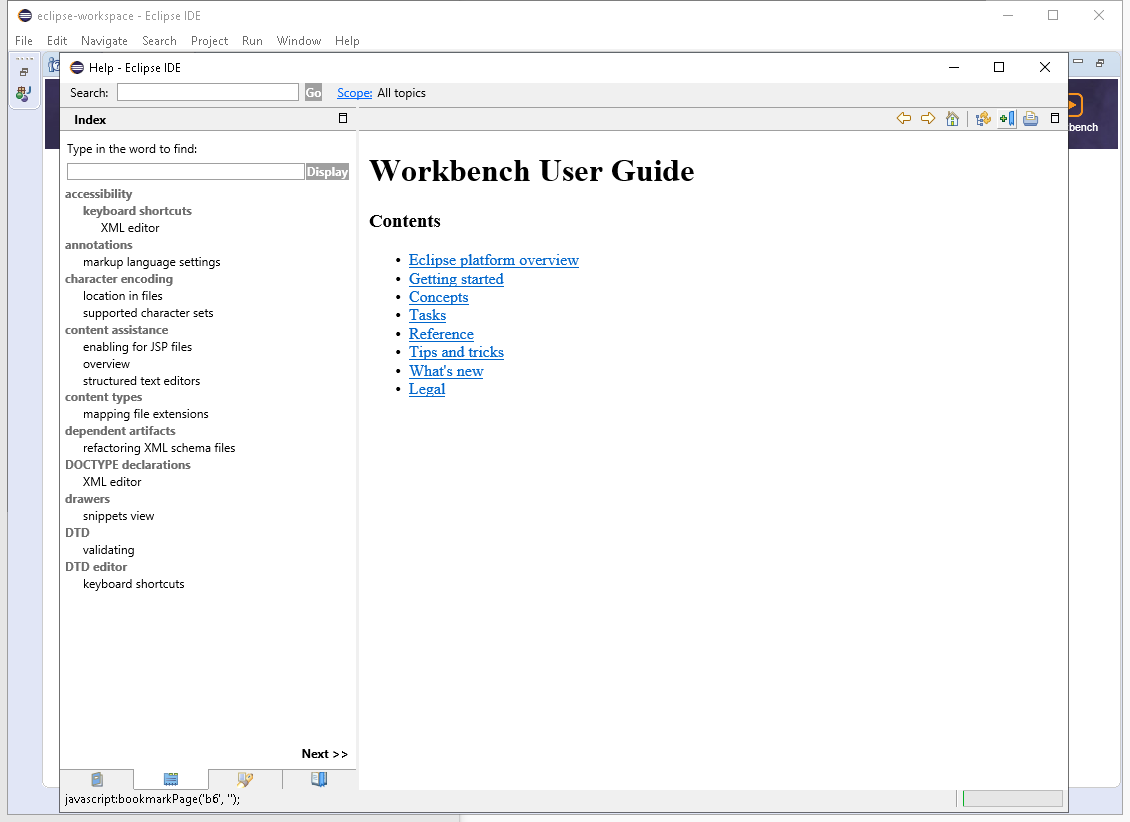 eclipse-workspace - Eclipse IDE
File Edit Navigate Search Project Run Window Help
Help - Eclipse IDE
Search: Go Scope: All topics
Index
bench
Type in the word to find:
Display
accessibility
keyboard shortcuts
XML editor
annotations
markup language settings
character encoding
location in files
supported character sets
content assistance
enabling for JSP files
overview
structured text editors
content types
mapping file extensions
dependent artifacts
refactoring XML schema files
DOCTYPE declarations
XML editor
drawers
snippets view
DTD
validating
DTD editor
keyboard shortcuts
Next >>
Workbench User Guide
Contents
• Eclipse platform overview
• Getting started
• Concepts
• Tasks
• Reference
• Tips and tricks
• What's new
• Legal
javascript:bookmarkPage('b6', '');